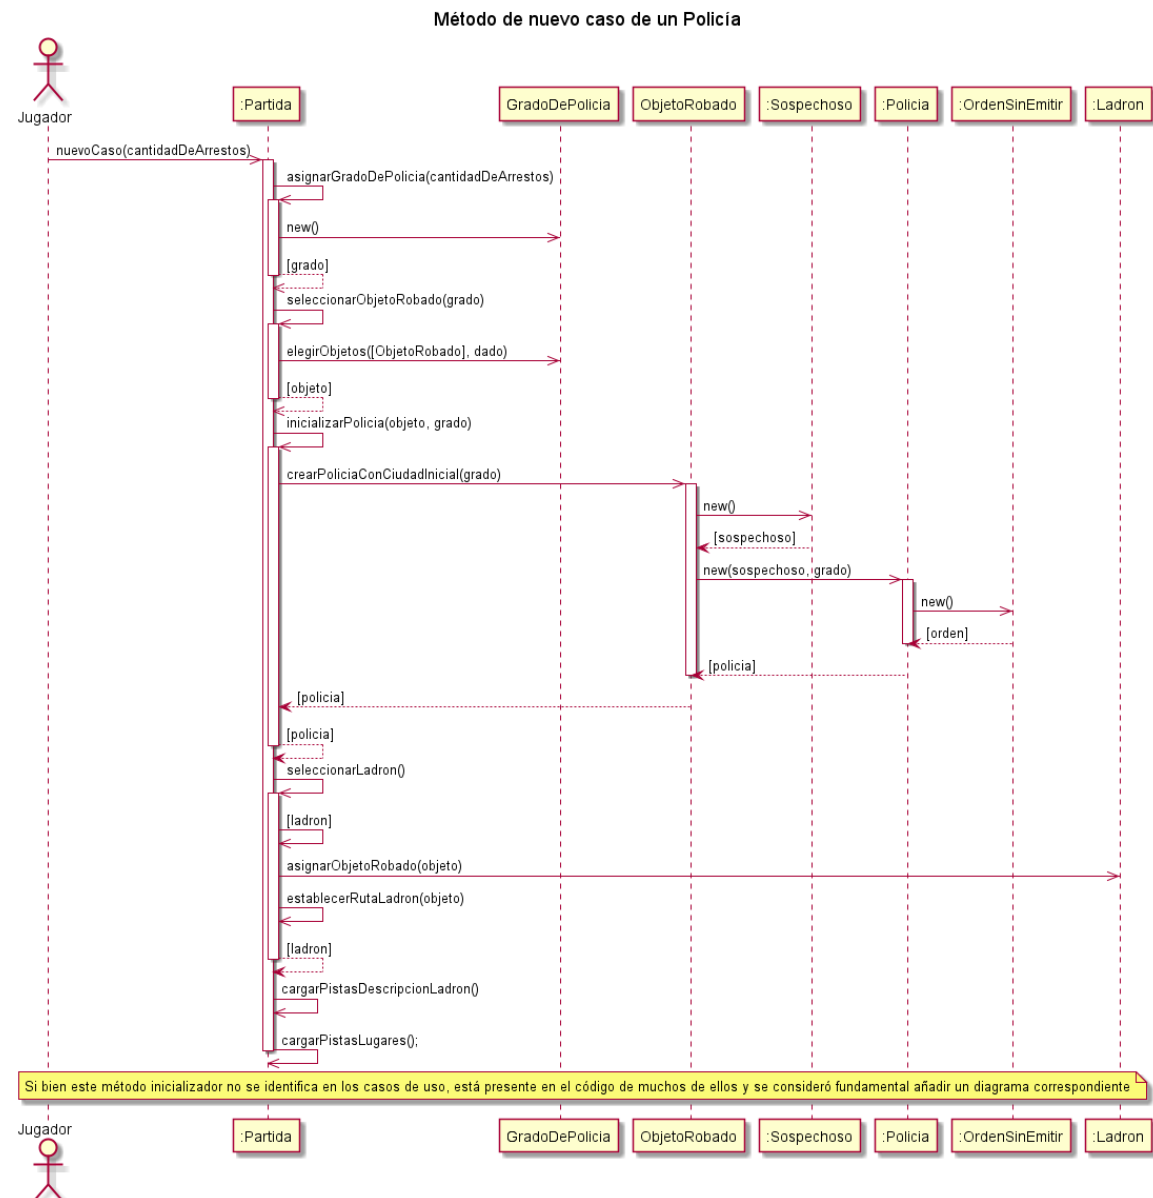 Método de nuevo caso de un Policía
Jugador
:Partida
GradoDePolicia
ObjetoRobado
:Sospechoso
:Policia
:OrdenSinEmitir
:Ladron
nuevoCaso(cantidadDeArrestos)
asignarGradoDePolicia(cantidadDeArrestos)
new()
[grado]
seleccionarObjetoRobado(grado)
elegirObjetos([ObjetoRobado], dado)
[objeto]
inicializarPolicia(objeto, grado)
crearPoliciaConCiudadInicial(grado)
new()
[sospechoso]
new(sospechoso, grado)
new()
[orden]
[policia]
[policia]
[policia]
seleccionarLadron()
[ladron]
asignarObjetoRobado(objeto)
establecerRutaLadron(objeto)
[ladron]
cargarPistasDescripcionLadron()
cargarPistasLugares();
Si bien este método inicializador no se identifica en los casos de uso, está presente en el código de muchos de ellos y se consideró fundamental añadir un diagrama correspondiente
Jugador
:Partida
GradoDePolicia
ObjetoRobado
:Sospechoso
:Policia
:OrdenSinEmitir
:Ladron